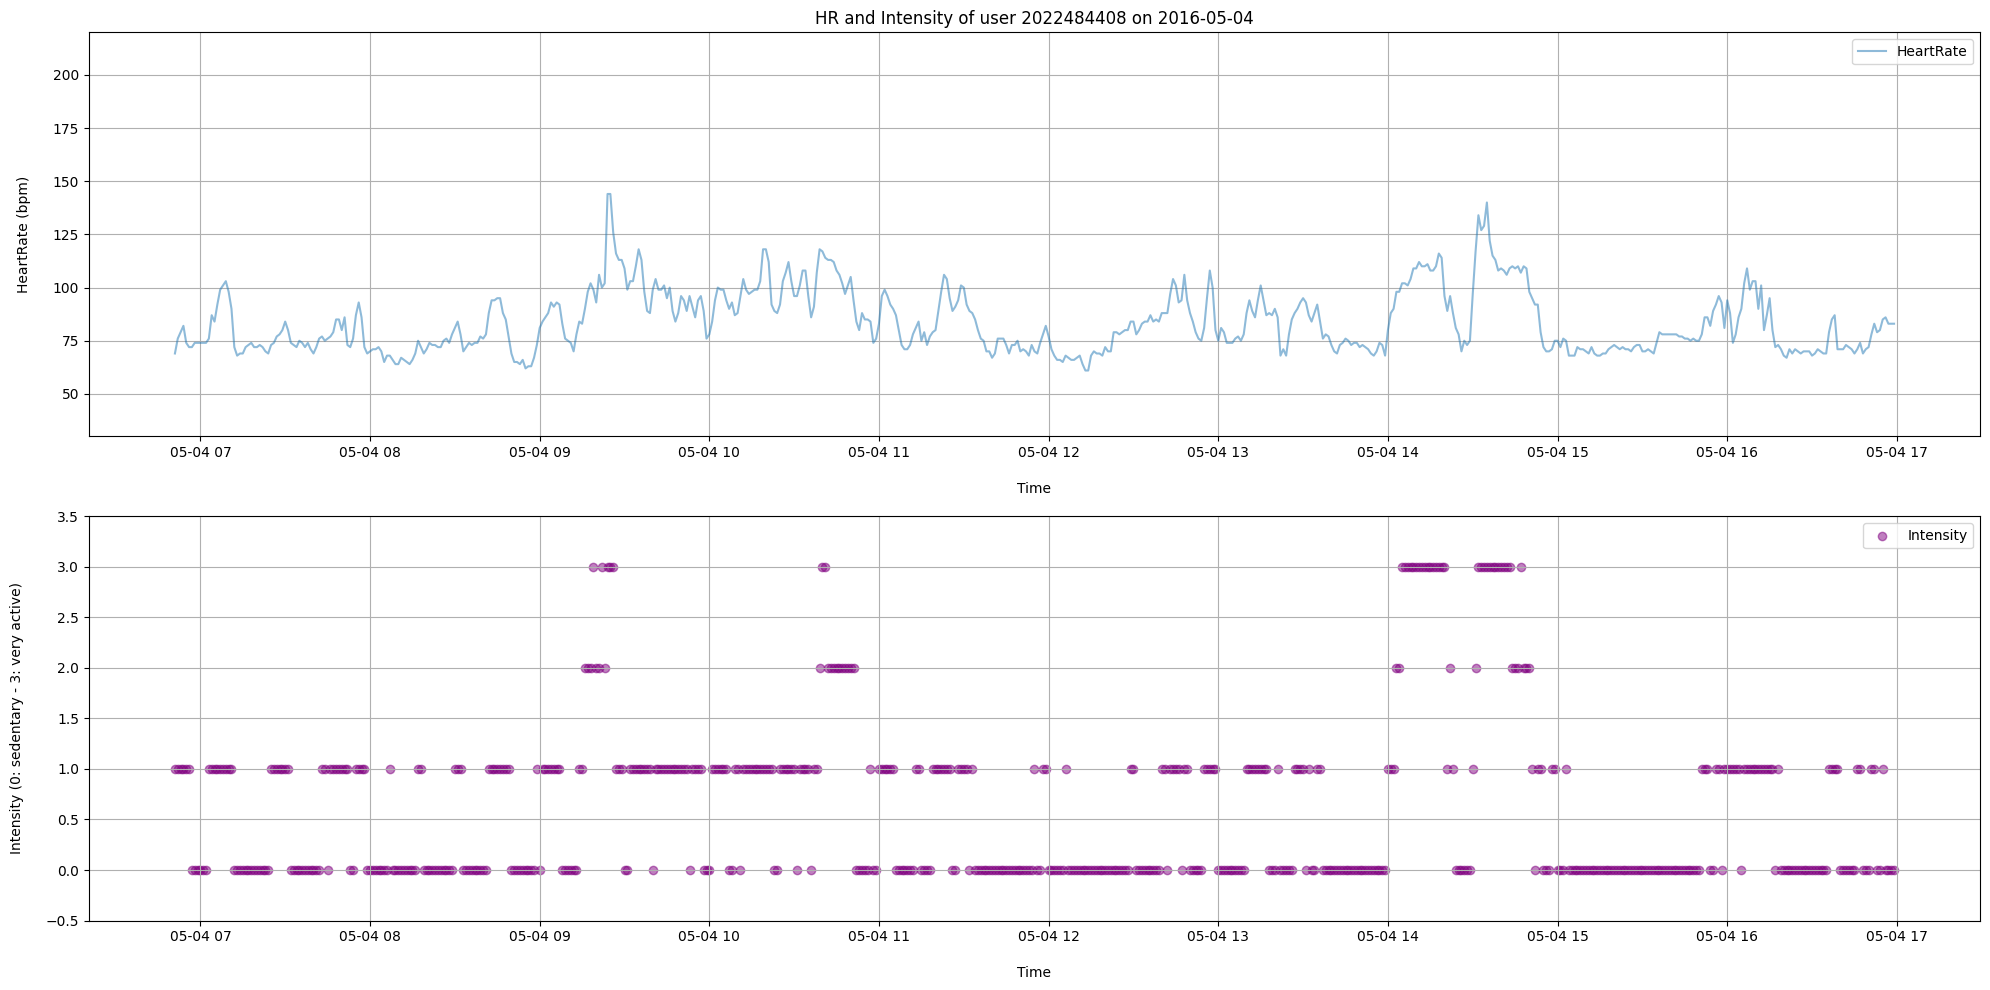 HR and Intensity of user 2022484408 on 2016-05-04
HeartRate
200
175
150
125
100
75
50
HeartRate (bpm)
05-04 07 05-04 08 05-04 09 05-04 10 05-04 11 05-04 12 05-04 13 05-04 14 05-04 15 05-04 16 05-04 17
Time
Intensity
3.5
3.0
2.5
2.0
1.5
1.0
0.5
0.0
−0.5
Intensity (0: sedentary - 3: very active)
05-04 07 05-04 08 05-04 09 05-04 10 05-04 11 05-04 12 05-04 13 05-04 14 05-04 15 05-04 16 05-04 17
Time